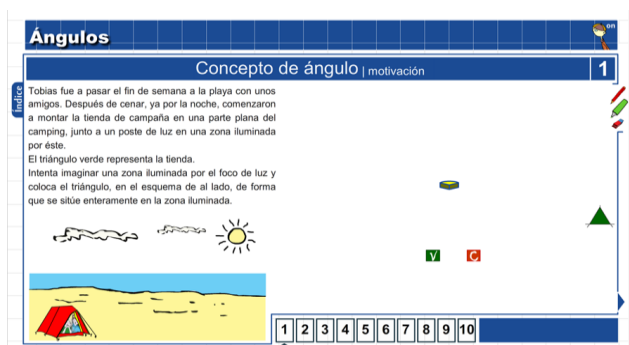 on
Ángulos
Concepto de ángulo | motivación
1
Índice
Tobias fue a pasar el fin de semana a la playa con unos
amigos. Después de cenar, ya por la noche, comenzaron
a montar la tienda de campaña en una parte plana del
camping, junto a un poste de luz en una zona iluminada
por éste.
El triángulo verde representa la tienda.
Intenta imaginar una zona iluminada por el foco de luz y
coloca el triángulo, en el esquema de al lado, de forma
que se sitúe enteramente en la zona iluminada.
V C
1 2 3 4 5 6 7 8 9 10